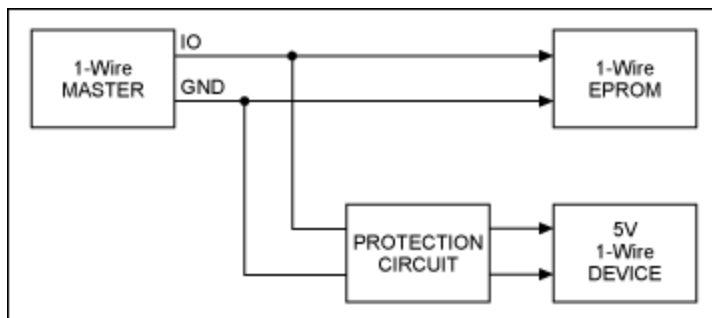 IO
1-Wire
MASTER
GND
1-Wire
EPROM
PROTECTION
CIRCUIT
5V
1-Wire
DEVICE